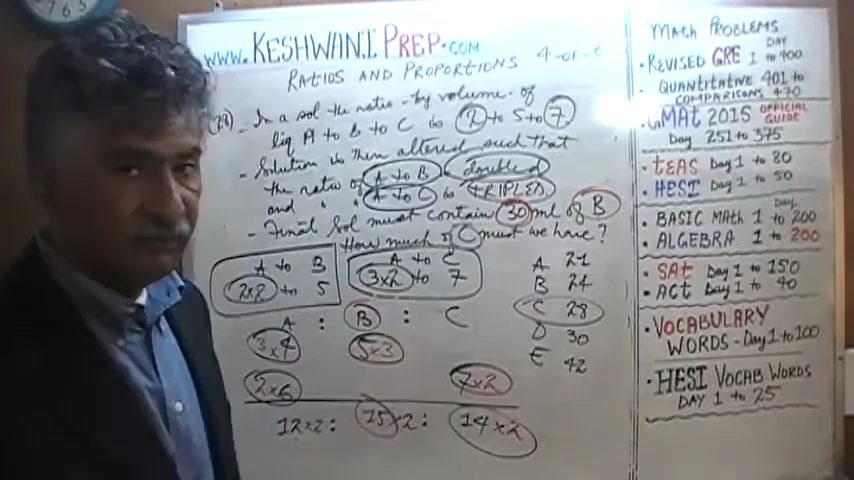 7 6 5
www.KESHWANI PREP.com
4-OF-
RATIOS AND PROPORTIONS
- In a sol the ratio - by volume - of
liq A to B to C is 2 to 5 to 7
- Solution is then altered such that
the ratio of A to B is doubled
and " " A to C is TRIPLED
- Final Sol must contain 30 ml of B
How much of C must we have?
A to B
2x2 to 5
A to C
3x2 to 7
A 21
B 24
C 28
D 30
E 42
A : B : C
3x4 5x3
2x6 7x2
12x2 : 15x2 : 14x2
MATH PROBLEMS
DAY
• REVISED GRE 1 to 400
• QUANTITATIVE 401 to
COMPARISONS 470
• GMAT 2015 OFFICIAL GUIDE
Day 251 to 375
• TEAS Day 1 to 80
• HESI Day 1 to 50
Day
• BASIC MATH 1 to 200
• ALGEBRA 1 to 200
• SAT Day 1 to 150
• ACT Day 1 to 40
• VOCABULARY
WORDS - Day 1 to 100
• HESI VOCAB WORDS
DAY 1 to 25